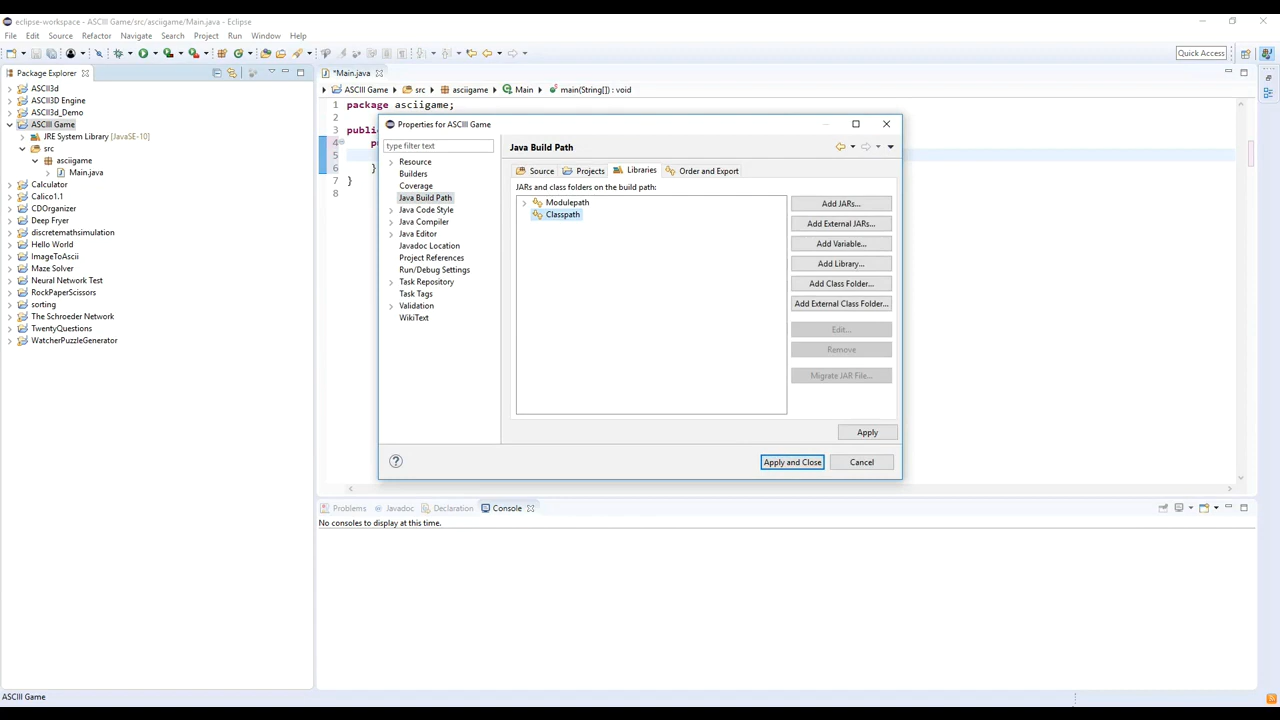 eclipse-workspace - ASCIII Game/src/asciigame/Main.java - Eclipse
File Edit Source Refactor Navigate Search Project Run Window Help
Quick Access
Package Explorer
ASCII3d
ASCII3D Engine
ASCII3d_Demo
ASCIII Game
JRE System Library [JavaSE-10]
src
asciigame
Main.java
Calculator
Calico1.1
CDOrganizer
Deep Fryer
discretemathsimulation
Hello World
ImageToAscii
Maze Solver
Neural Network Test
RockPaperScissors
sorting
The Schroeder Network
TwentyQuestions
WatcherPuzzleGenerator
*Main.java
ASCIII Game src asciigame Main main(String[]) : void
1 package asciigame;
2
3 public
4
5
6 }
7 }
8
Properties for ASCIII Game
type filter text
Resource
Builders
Coverage
Java Build Path
Java Code Style
Java Compiler
Java Editor
Javadoc Location
Project References
Run/Debug Settings
Task Repository
Task Tags
Validation
WikiText
Java Build Path
Source Projects Libraries Order and Export
JARs and class folders on the build path:
Modulepath
Classpath
Add JARs...
Add External JARs...
Add Variable...
Add Library...
Add Class Folder...
Add External Class Folder...
Edit...
Remove
Migrate JAR File...
Apply
Apply and Close Cancel
Problems Javadoc Declaration Console
No consoles to display at this time.
ASCIII Game